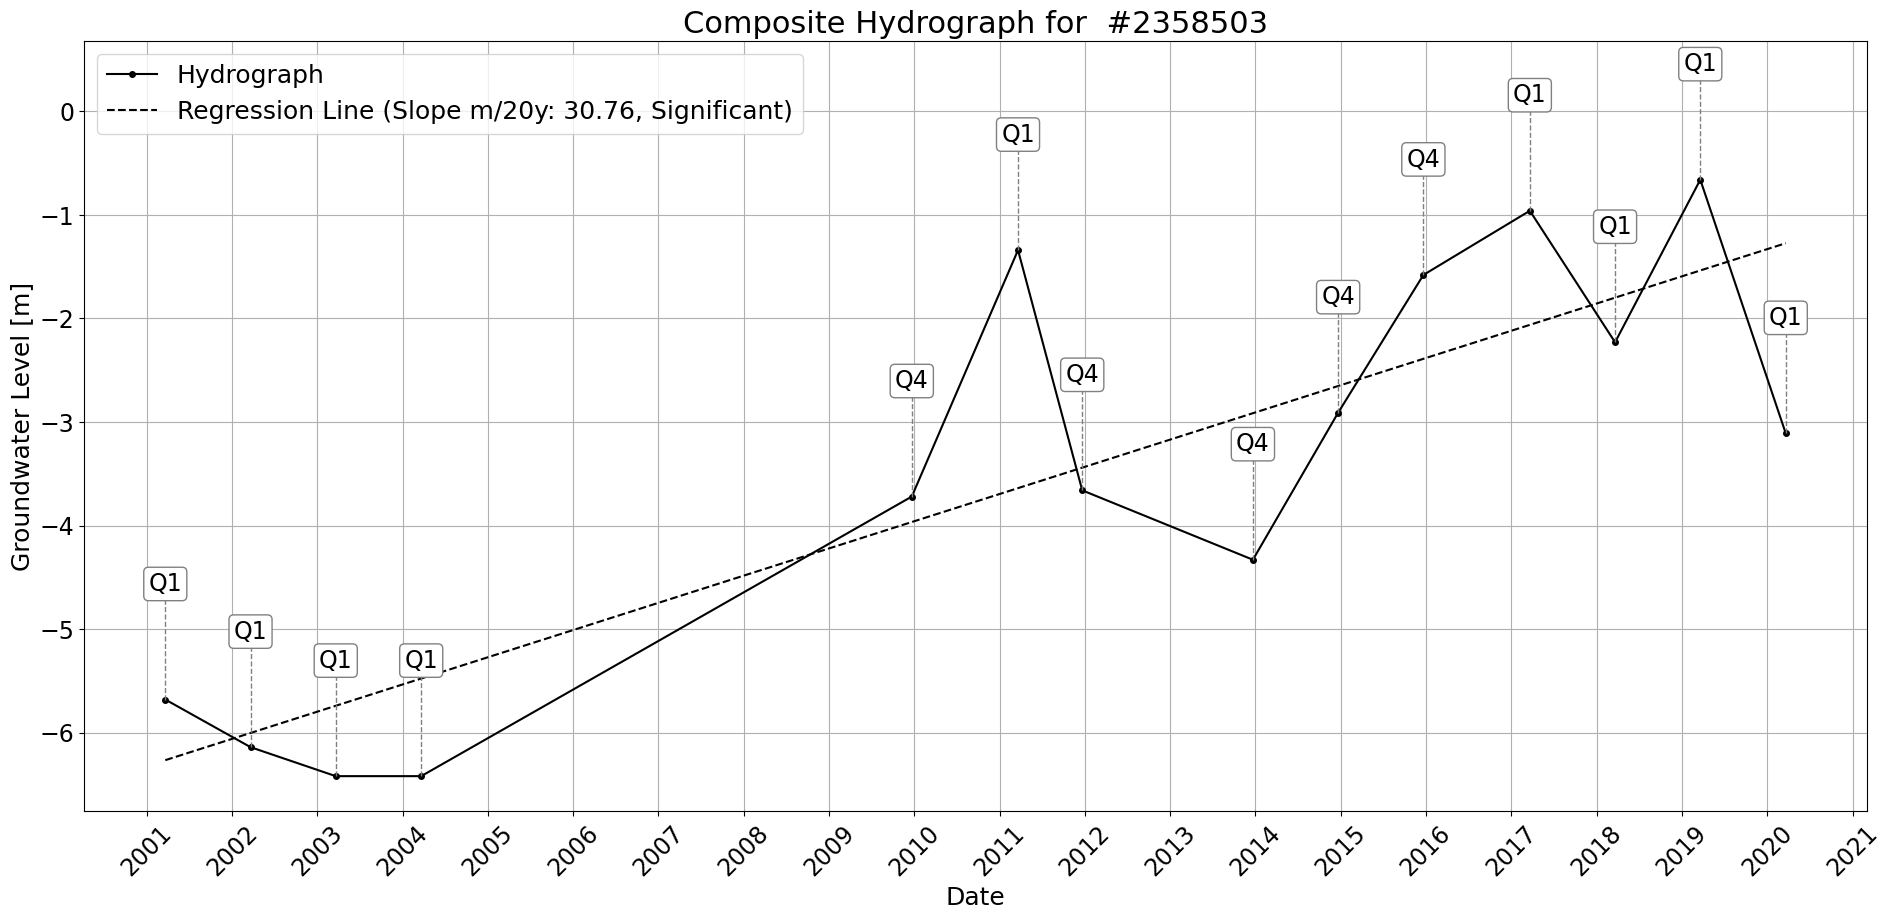 Composite Hydrograph for  #2358503
Hydrograph
Regression Line (Slope m/20y: 30.76, Significant)
Groundwater Level [m]
0
−1
−2
−3
−4
−5
−6
Q1
Q1
Q1
Q1
Q4
Q1
Q4
Q4
Q4
Q4
Q1
Q1
Q1
Q1
2001
2002
2003
2004
2005
2006
2007
2008
2009
2010
2011
2012
2013
2014
2015
2016
2017
2018
2019
2020
2021
Date